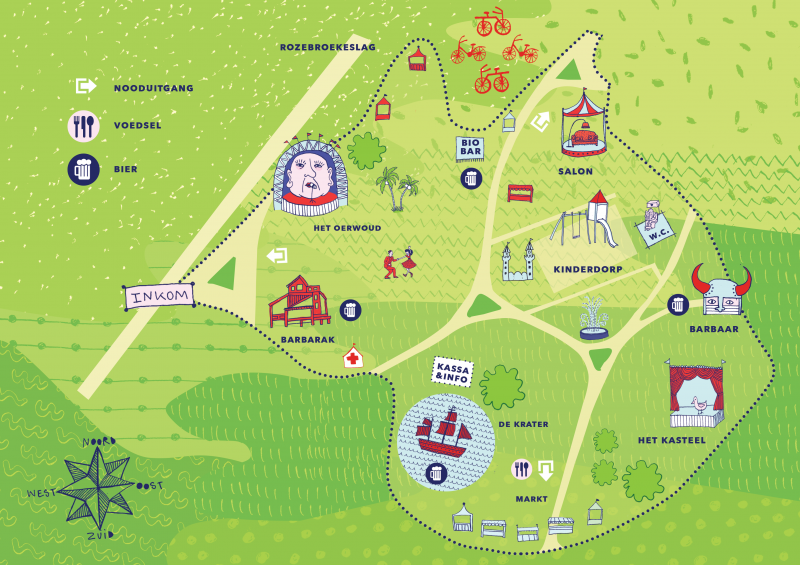 ROZEBROEKESLAG
NOODUITGANG
VOEDSEL
BIER
BIO
BAR
SALON
HET OERWOUD
W.C.
KINDERDORP
INKOM
BARBARAK
BARBAAR
KASSA
&INFO
DE KRATER
HET KASTEEL
MARKT
NOORD
WEST
OOST
ZUID